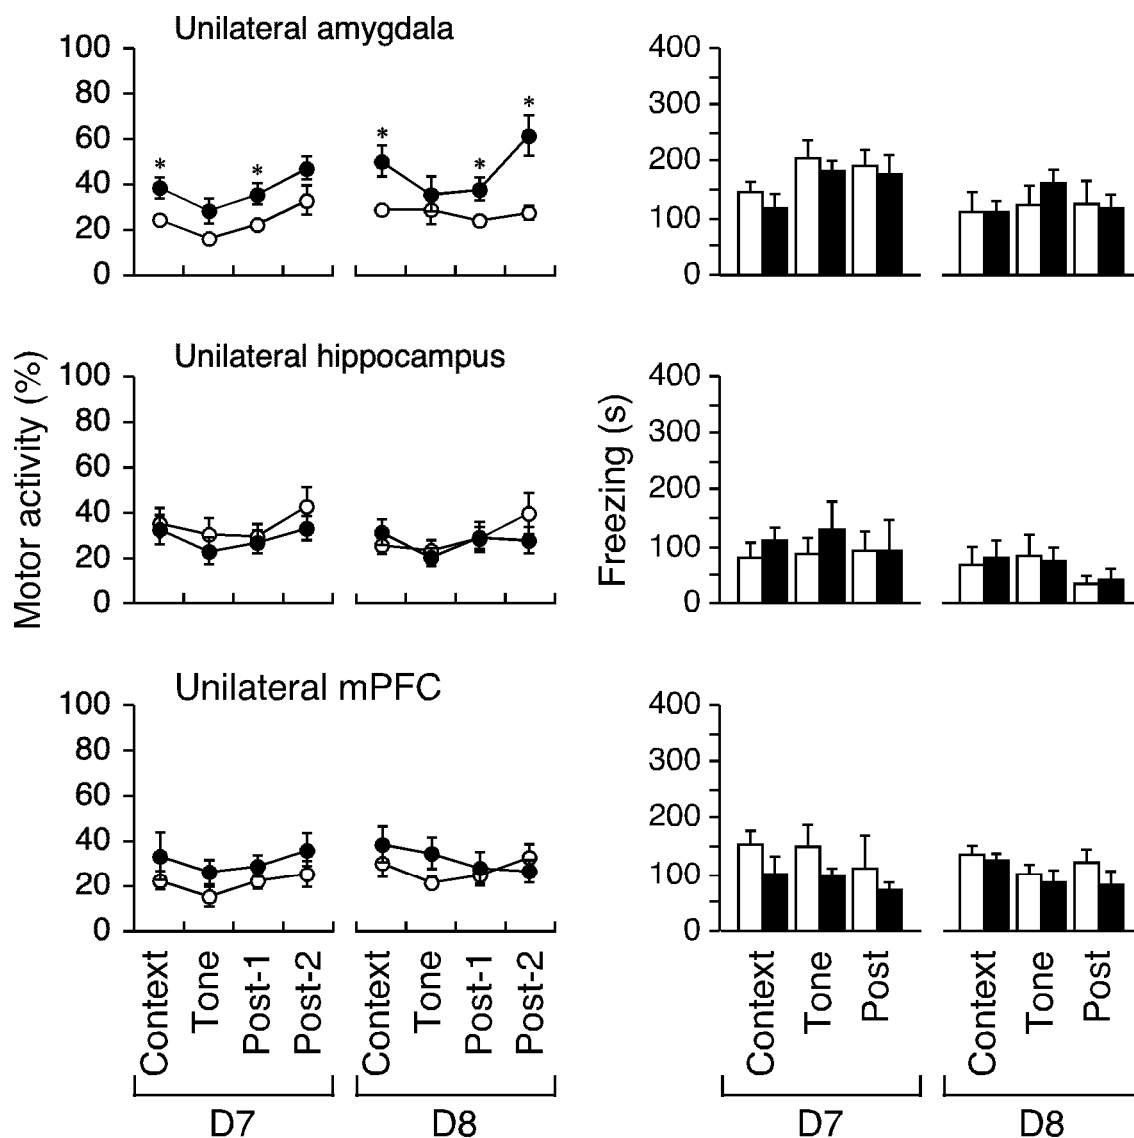 Unilateral amygdala
100
80
60
40
20
0
* * * * *
400
300
200
100
0
Unilateral hippocampus
100
80
60
40
20
0
400
300
200
100
0
Motor activity (%)
Freezing (s)
Unilateral mPFC
100
80
60
40
20
0
400
300
200
100
0
Context
Tone
Post-1
Post-2
Context
Tone
Post-1
Post-2
Context
Tone
Post
Context
Tone
Post
D7
D8
D7
D8